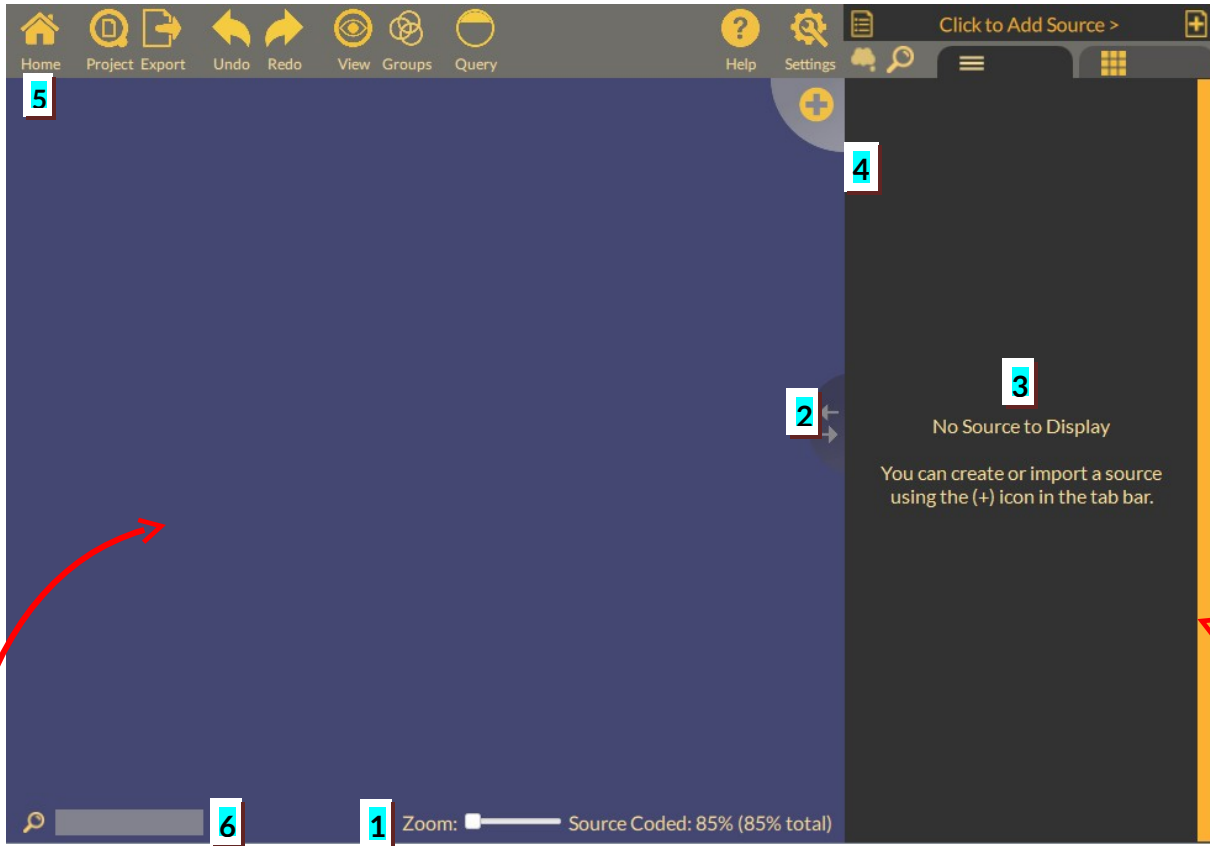 Click to Add Source >
Home Project Export Undo Redo View Groups Query Help Settings
5
4
3
2
No Source to Display
You can create or import a source
using the (+) icon in the tab bar.
6
1
Zoom: Source Coded: 85% (85% total)